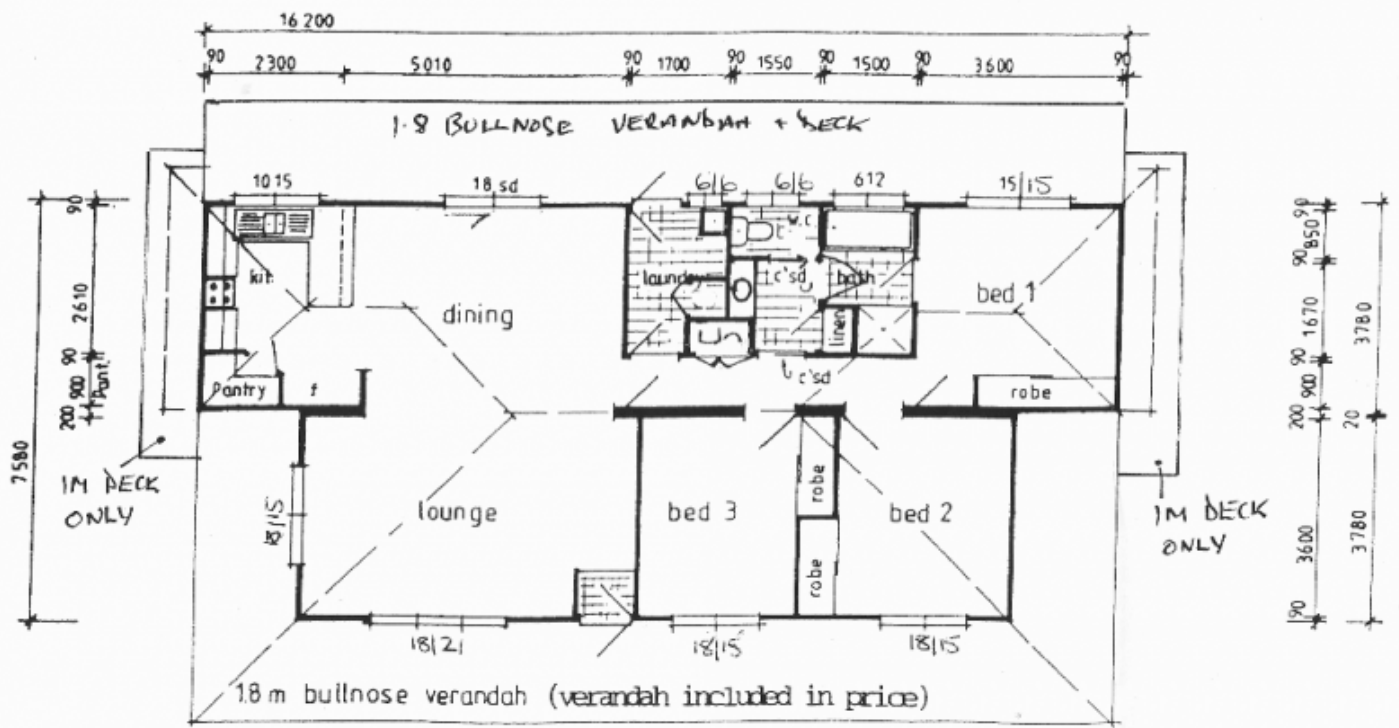 16 200
90 2300 5010 90 1700 90 1550 90 1500 90 3600 90
1·8 BULLNOSE VERANDAH + DECK
1015 18 sd 6/6 6/6 612 15/15
w.c
kit. laundry c'sd bath bed 1
dining
linen
c'sd
Pantry f robe
1M DECK
ONLY
lounge bed 3 robe bed 2
robe
1M DECK
ONLY
18/15
18/21 18/15 18/15
1.8 m bullnose verandah (verandah included in price)
7580
90 2610 90 900 200
Pant.
90 850 90 1670 90 900 200 3600 90
3780 20 3780